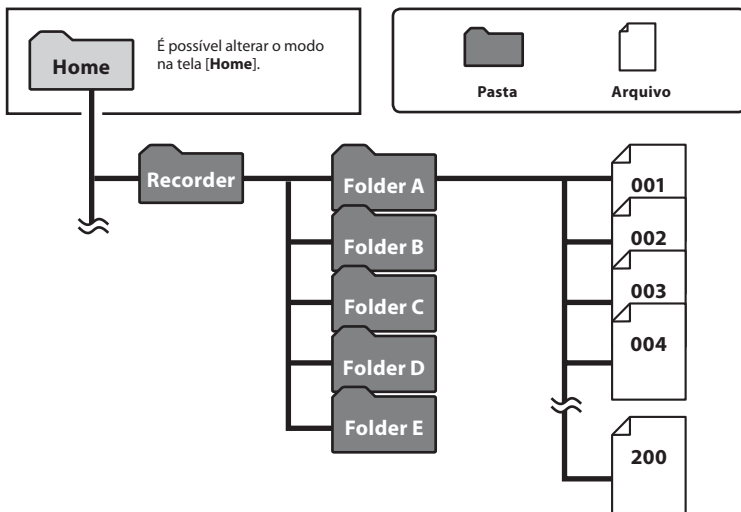 Home
É possível alterar o modo
na tela [Home].
Pasta
Arquivo
Recorder
Folder A
Folder B
Folder C
Folder D
Folder E
001
002
003
004
200